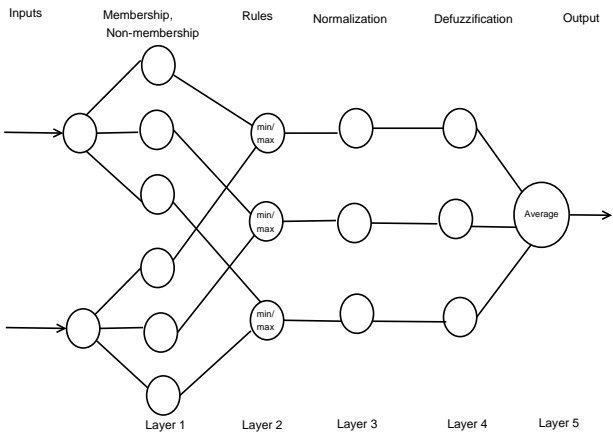 Inputs
Membership,
Non-membership
Rules
Normalization
Defuzzification
Output
min/
max
min/
max
min/
max
Average
Layer 1
Layer 2
Layer 3
Layer 4
Layer 5